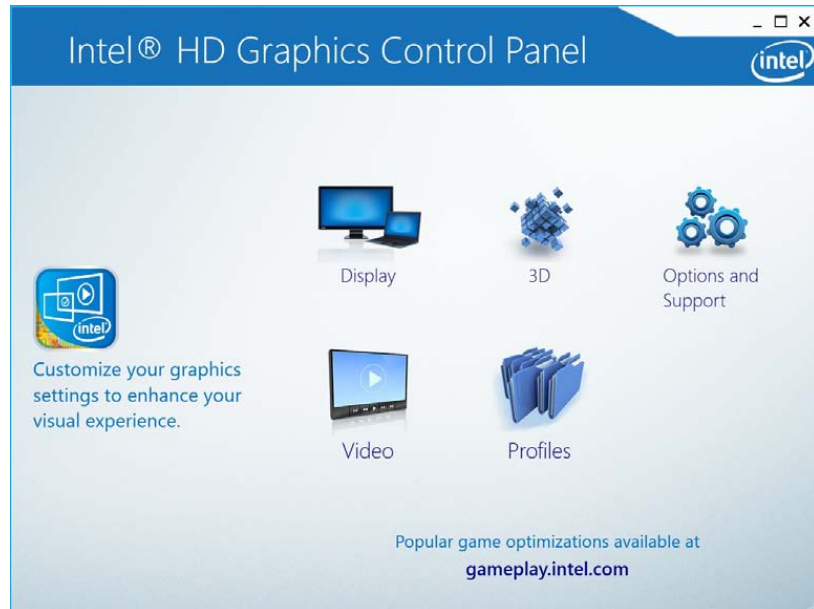 Intel® HD Graphics Control Panel
intel
Display
3D
Options and
Support
intel
Customize your graphics
settings to enhance your
visual experience.
Video
Profiles
Popular game optimizations available at
gameplay.intel.com